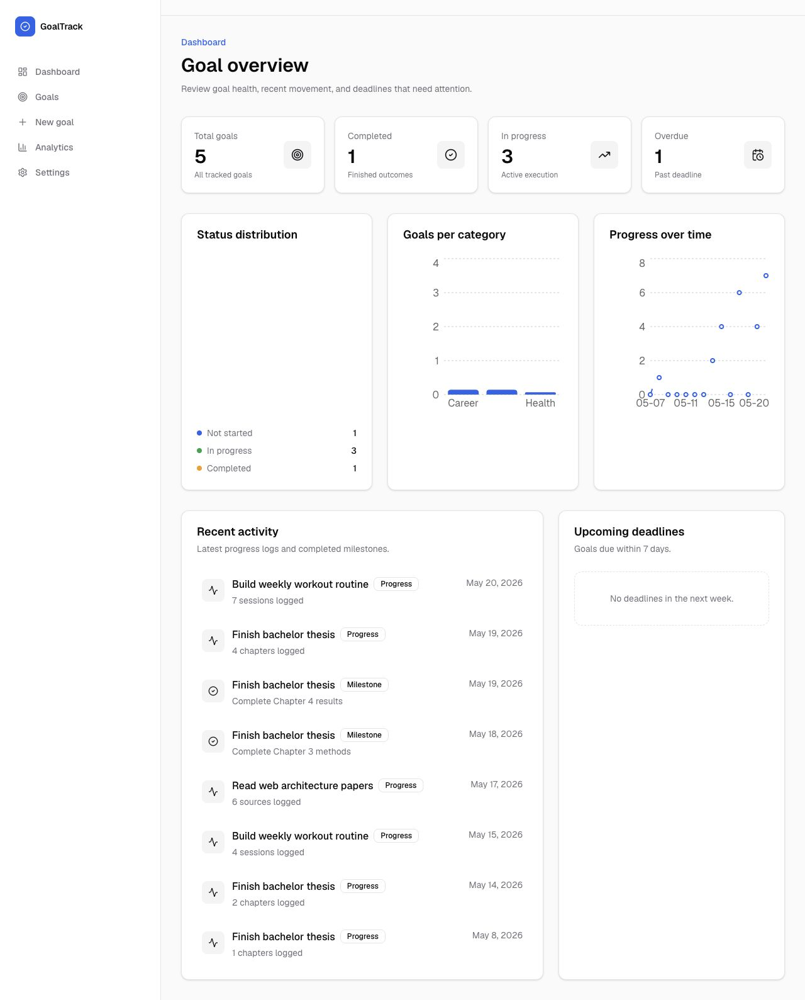 GoalTrack
Dashboard
Goals
New goal
Analytics
Settings
Dashboard
Goal overview
Review goal health, recent movement, and deadlines that need attention.
Total goals
5
All tracked goals
Completed
1
Finished outcomes
In progress
3
Active execution
Overdue
1
Past deadline
Status distribution
Not started 1
In progress 3
Completed 1
Goals per category
4
3
2
1
0
Career Health
Progress over time
8
6
4
2
0
05-07 05-11 05-15 05-20
Recent activity
Latest progress logs and completed milestones.
Build weekly workout routine Progress May 20, 2026
7 sessions logged
Finish bachelor thesis Progress May 19, 2026
4 chapters logged
Finish bachelor thesis Milestone May 19, 2026
Complete Chapter 4 results
Finish bachelor thesis Milestone May 18, 2026
Complete Chapter 3 methods
Read web architecture papers Progress May 17, 2026
6 sources logged
Build weekly workout routine Progress May 15, 2026
4 sessions logged
Finish bachelor thesis Progress May 14, 2026
2 chapters logged
Finish bachelor thesis Progress May 8, 2026
1 chapters logged
Upcoming deadlines
Goals due within 7 days.
No deadlines in the next week.